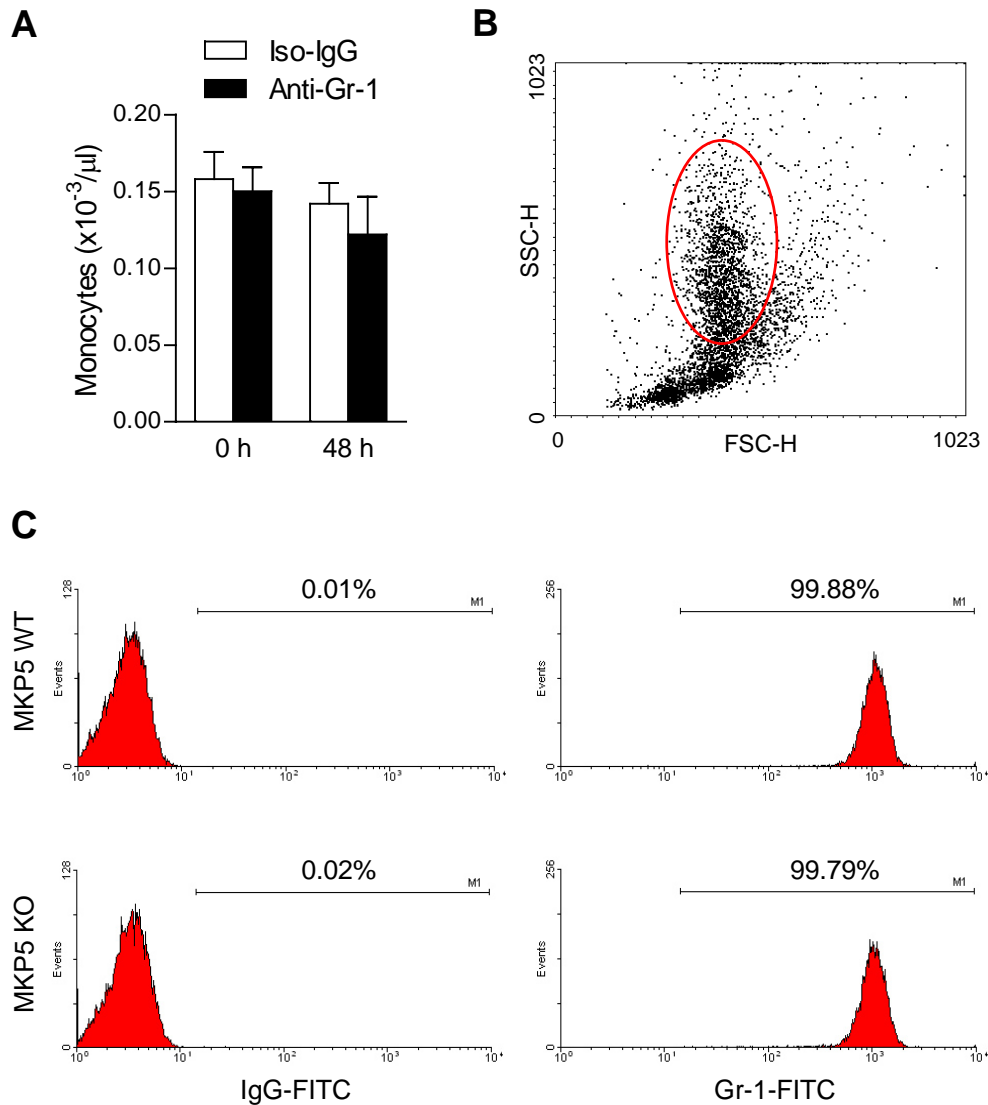 A
Iso-IgG
Anti-Gr-1
Monocytes (x10-3/μl)
0.20
0.15
0.10
0.05
0.00
0 h
48 h
B
SSC-H
1023
0
0
FSC-H
1023
C
MKP5 WT
Events
128
0
0.01%
M1
10⁰
10¹
10²
10³
10⁴
Events
256
0
99.88%
M1
10⁰
10¹
10²
10³
10⁴
MKP5 KO
Events
128
0
0.02%
M1
10⁰
10¹
10²
10³
10⁴
IgG-FITC
Events
256
0
99.79%
M1
10⁰
10¹
10²
10³
10⁴
Gr-1-FITC